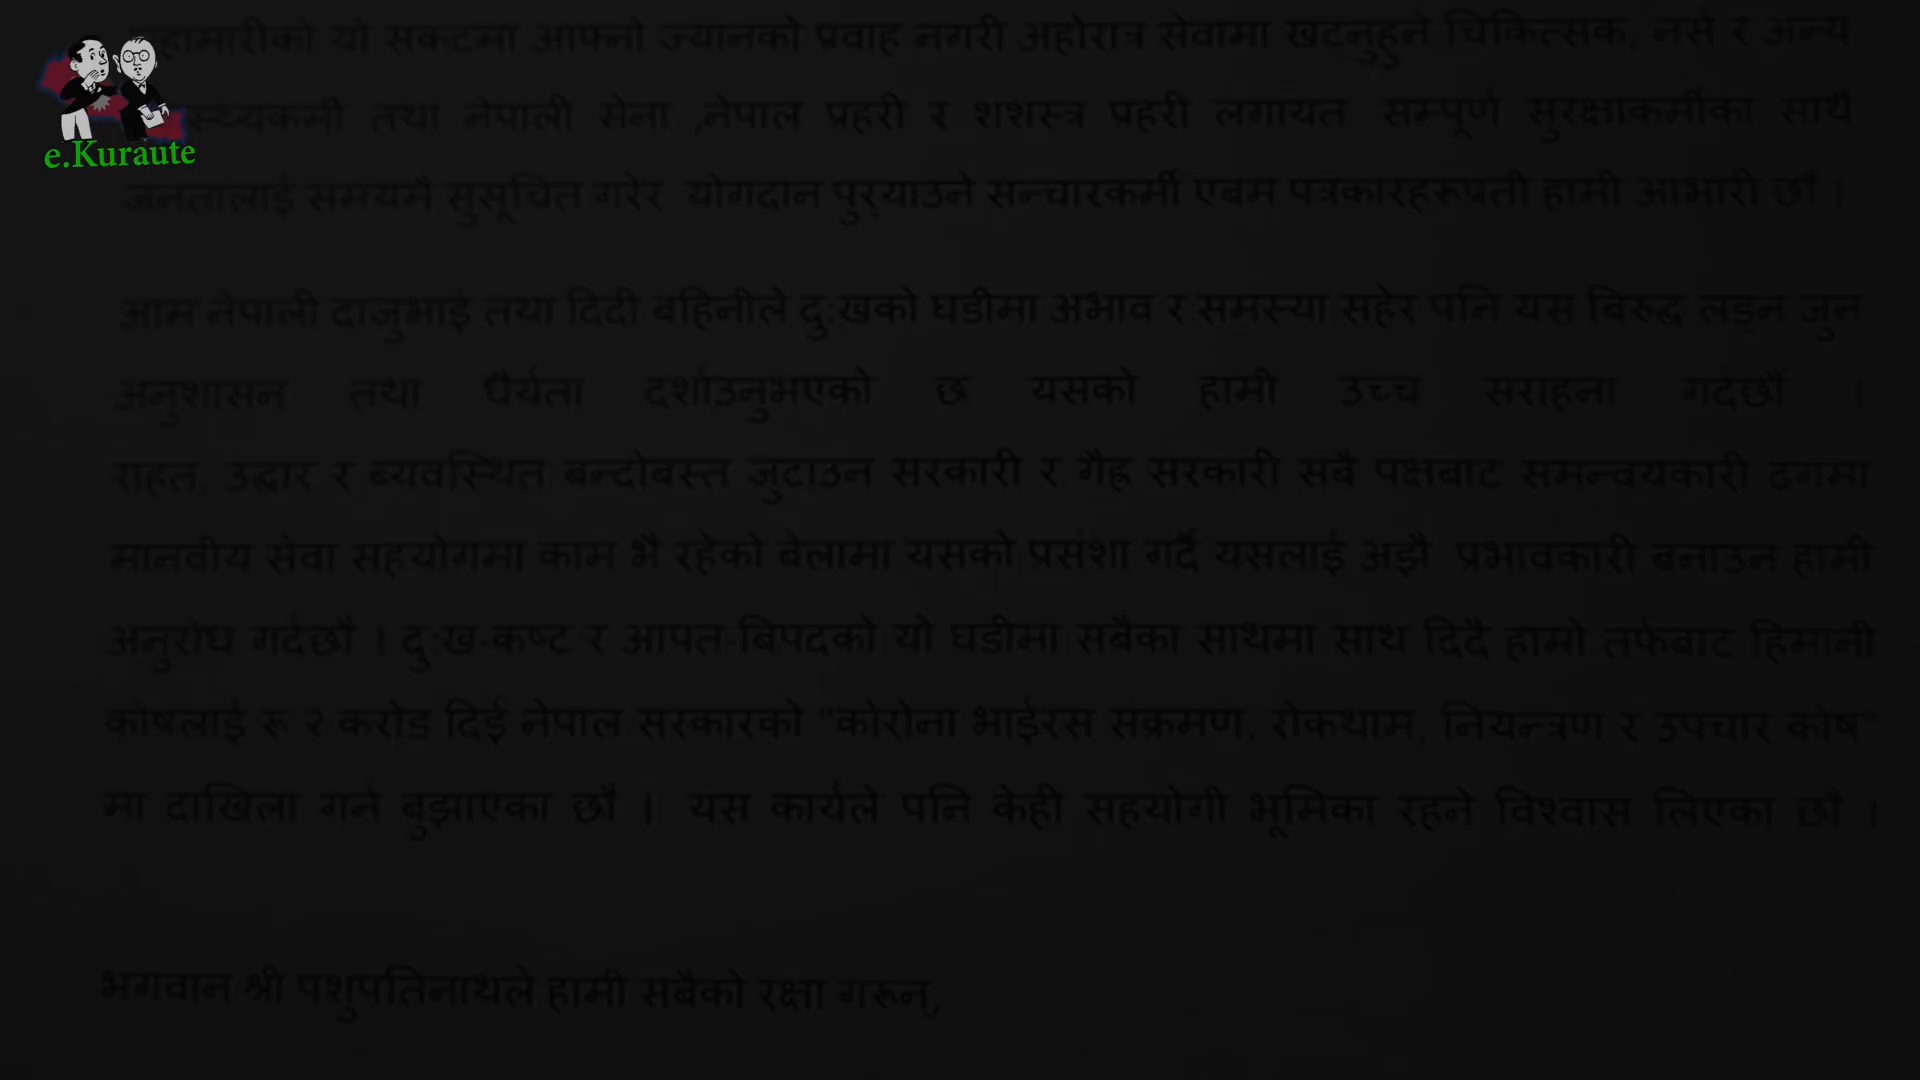 e.Kuraute
यो संकटमा आफ्नो ज्यानको प्रवाह नगरी अहोरात्र सेवामा खटनुहुने चिकित्सक, नर्स र अन्य
तथा नेपाली सेना ,नेपाल प्रहरी र शशस्त्र प्रहरी लगायत सम्पूर्ण सुरक्षाकर्मीका साथै
जनतालाई समयमै सुसूचित गरेर योगदान पुर्‍याउने सन्चारकर्मी एबम पत्रकारहरूप्रती हामी आभारी छौं ।
आम नेपाली दाजुभाई तथा दिदी बहिनीले दु:खको घडीमा अभाव र समस्या सहेर पनि यस बिरुद्ध लड्न जुन
अनुशासन तथा धैर्यता दर्शाउनुभएको छ यसको हामी उच्च सराहना गर्दछौं ।
राहत, उद्धार र ब्यवस्थित बन्दोबस्त जुटाउन सरकारी र गैह्र सरकारी सबै पक्षबाट समन्वयकारी ढंगमा
मानवीय सेवा सहयोगमा काम भै रहेको बेलामा यसको प्रसंशा गर्दै यसलाई अझै प्रभावकारी बनाउन हामी
अनुरोध गर्दछौं । दु:ख-कष्ट र आपत-बिपदको यो घडीमा सबैका साथमा साथ दिदै हाम्रो तर्फबाट हिमानी
कोषलाई रू २ करोड दिई नेपाल सरकारको "कोरोना भाईरस संक्रमण, रोकथाम, नियन्त्रण र उपचार कोष"
मा दाखिला गर्न बुझाएका छौं । यस कार्यले पनि केही सहयोगी भूमिका रहने विश्वास लिएका छौं ।
भगवान श्री पशुपतिनाथले हामी सबैको रक्षा गरून्,